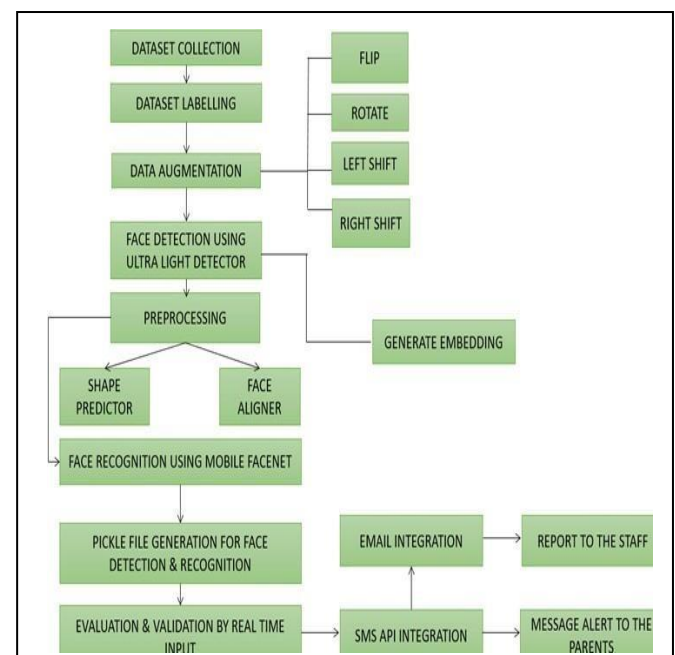 DATASET COLLECTION
FLIP
DATASET LABELLING
ROTATE
DATA AUGMENTATION
LEFT SHIFT
RIGHT SHIFT
FACE DETECTION USING
ULTRA LIGHT DETECTOR
PREPROCESSING
GENERATE EMBEDDING
SHAPE
PREDICTOR
FACE
ALIGNER
FACE RECOGNITION USING MOBILE FACENET
PICKLE FILE GENERATION FOR FACE
DETECTION & RECOGNITION
EMAIL INTEGRATION
REPORT TO THE STAFF
EVALUATION & VALIDATION BY REAL TIME
INPUT
SMS API INTEGRATION
MESSAGE ALERT TO THE
PARENTS